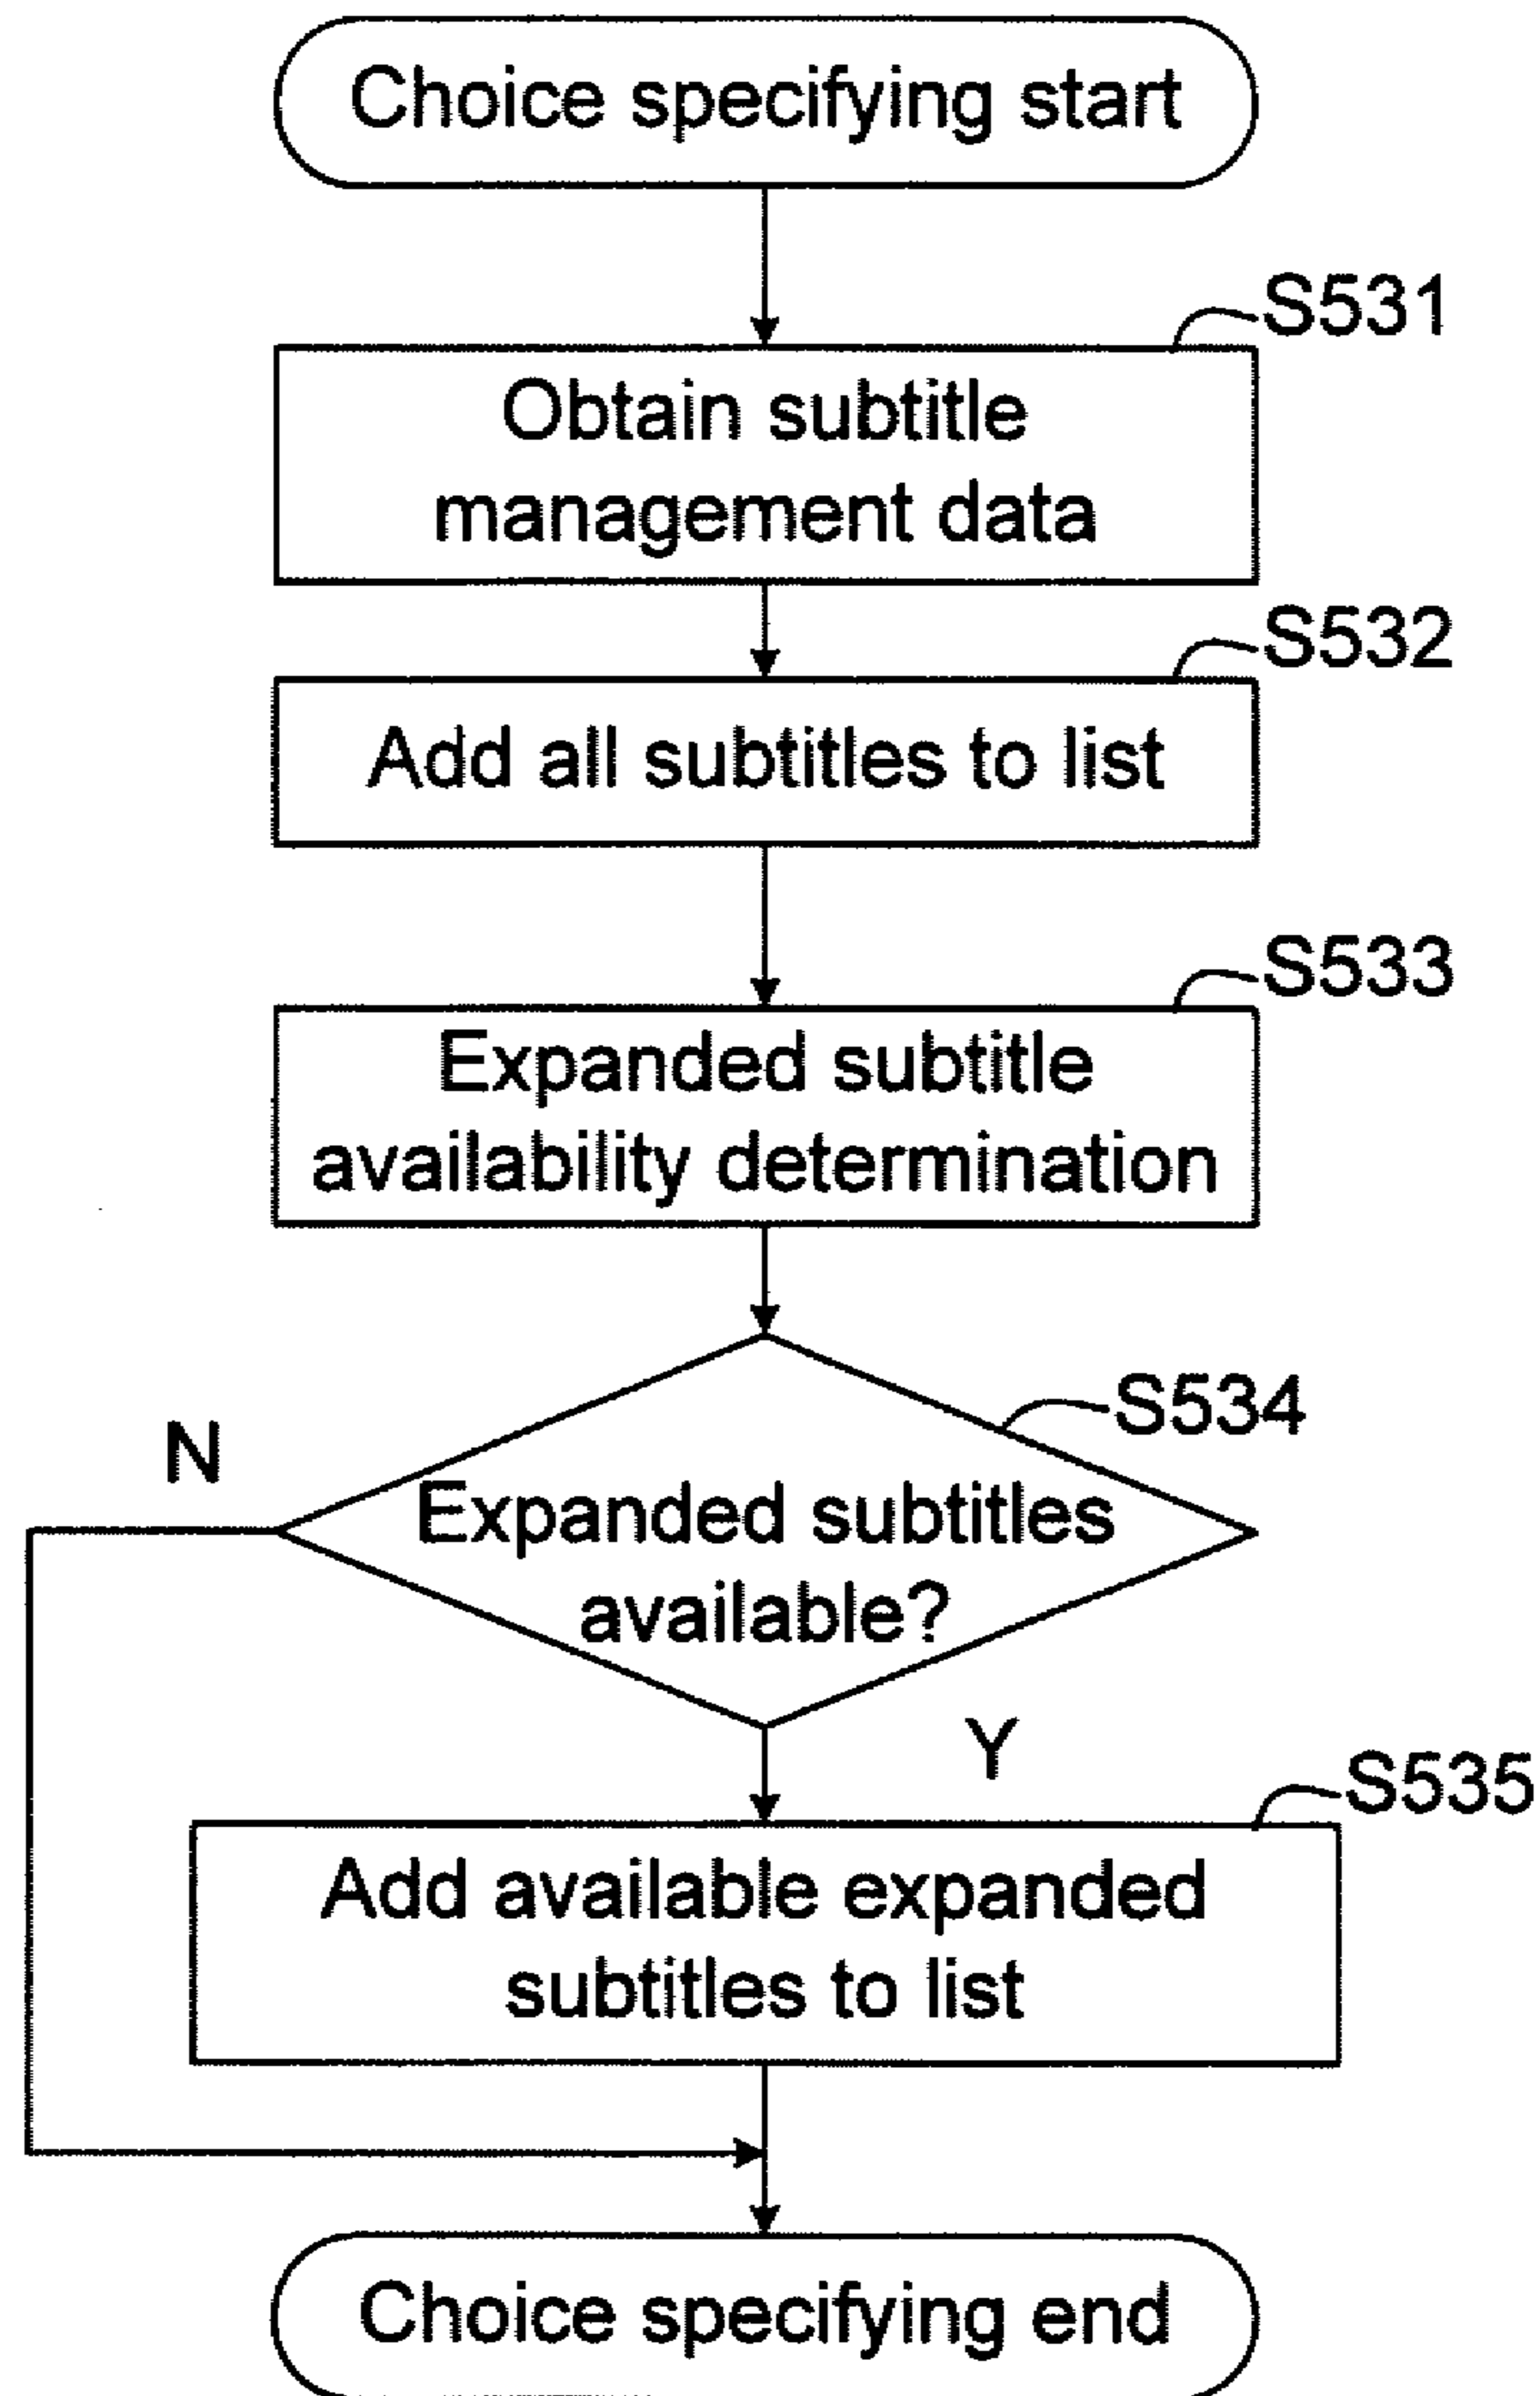 Choice specifying start
S531
Obtain subtitle
management data
S532
Add all subtitles to list
S533
Expanded subtitle
availability determination
S534
N
Expanded subtitles
available?
Y
S535
Add available expanded
subtitles to list
Choice specifying end